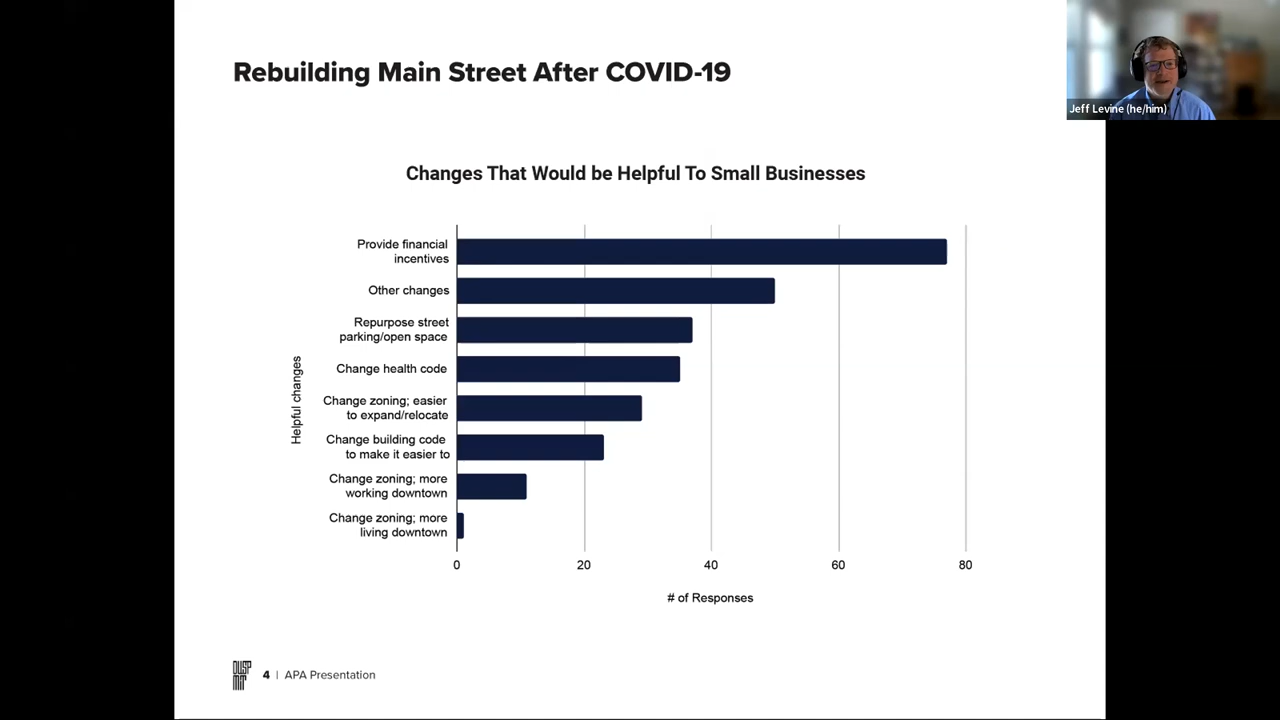 Rebuilding Main Street After COVID-19
Jeff Levine (he/him)
Changes That Would be Helpful To Small Businesses
Helpful changes
Provide financial
incentives
Other changes
Repurpose street
parking/open space
Change health code
Change zoning; easier
to expand/relocate
Change building code
to make it easier to
Change zoning; more
working downtown
Change zoning; more
living downtown
0 20 40 60 80
# of Responses
DUSP
MIT
4 | APA Presentation